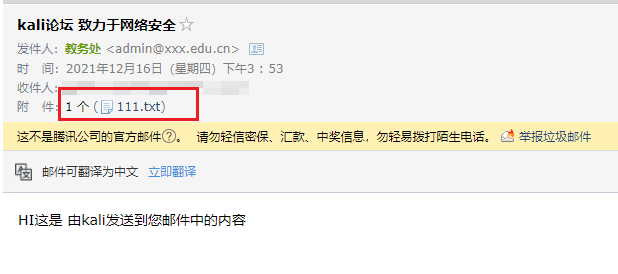 kali论坛 致力于网络安全
发件人：教务处 <admin@xxx.edu.cn>
时 间：2021年12月16日（星期四）下午3：53
收件人：
附 件：1 个 (111.txt)
这不是腾讯公司的官方邮件?。 请勿轻信密保、汇款、中奖信息，勿轻易拨打陌生电话。 举报垃圾邮件
邮件可翻译为中文 立即翻译
HI这是 由kali发送到您邮件中的内容